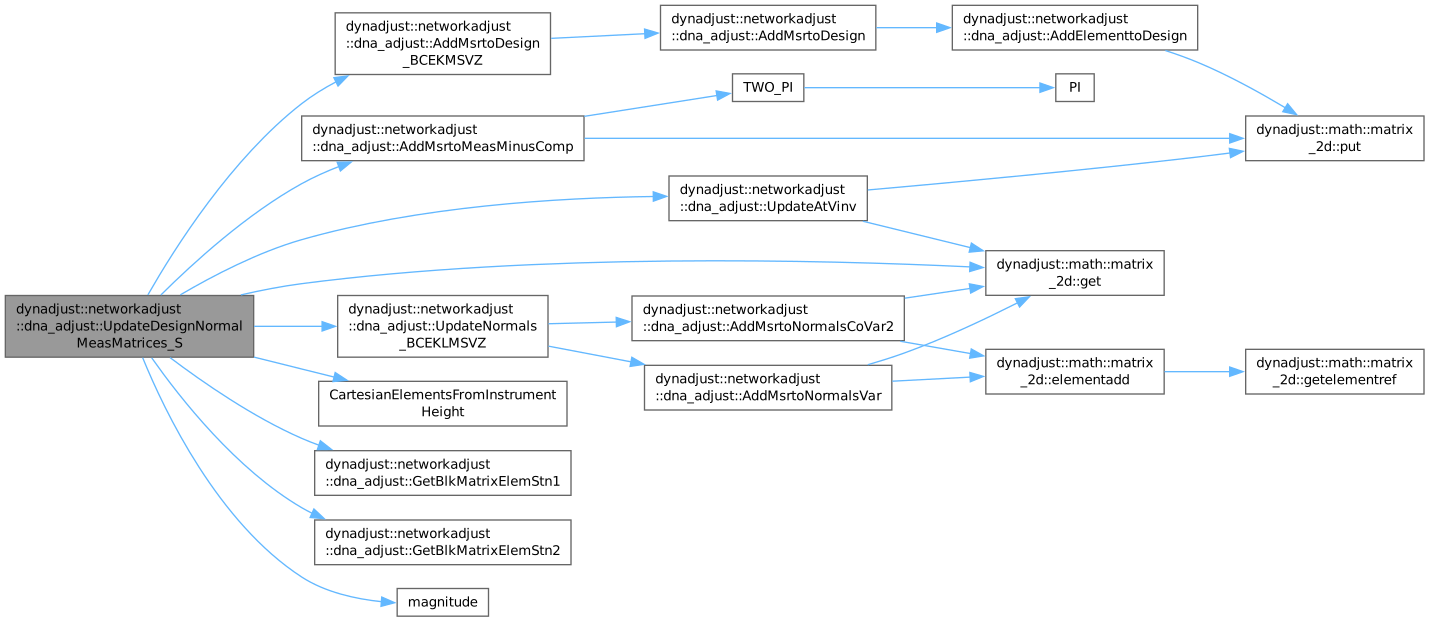 dynadjust::networkadjust
::dna_adjust::UpdateDesignNormal
MeasMatrices_S
dynadjust::networkadjust
::dna_adjust::AddMsrtoDesign
_BCEKMSVZ
dynadjust::networkadjust
::dna_adjust::AddMsrtoDesign
dynadjust::networkadjust
::dna_adjust::AddElementtoDesign
dynadjust::math::matrix
_2d::put
dynadjust::networkadjust
::dna_adjust::AddMsrtoMeasMinusComp
TWO_PI
PI
dynadjust::networkadjust
::dna_adjust::UpdateAtVinv
dynadjust::math::matrix
_2d::get
dynadjust::networkadjust
::dna_adjust::UpdateNormals
_BCEKLMSVZ
dynadjust::networkadjust
::dna_adjust::AddMsrtoNormalsCoVar2
dynadjust::networkadjust
::dna_adjust::AddMsrtoNormalsVar
dynadjust::math::matrix
_2d::elementadd
dynadjust::math::matrix
_2d::getelementref
CartesianElementsFromInstrument
Height
dynadjust::networkadjust
::dna_adjust::GetBlkMatrixElemStn1
dynadjust::networkadjust
::dna_adjust::GetBlkMatrixElemStn2
magnitude